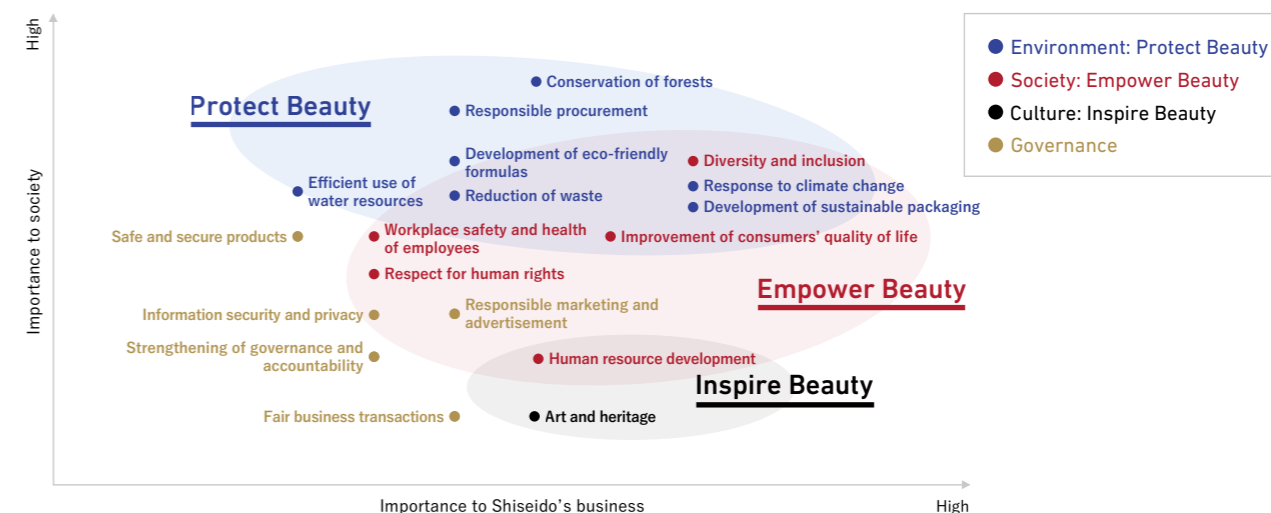 High
Importance to society
Protect Beauty
Conservation of forests
Responsible procurement
Development of eco-friendly
formulas
Efficient use of
water resources
Reduction of waste
Diversity and inclusion
Response to climate change
Development of sustainable packaging
Safe and secure products
Workplace safety and health
of employees
Improvement of consumers’ quality of life
Respect for human rights
Empower Beauty
Information security and privacy
Responsible marketing and
advertisement
Strengthening of governance and
accountability
Human resource development
Inspire Beauty
Fair business transactions
Art and heritage
Importance to Shiseido’s business
High
Environment: Protect Beauty
Society: Empower Beauty
Culture: Inspire Beauty
Governance